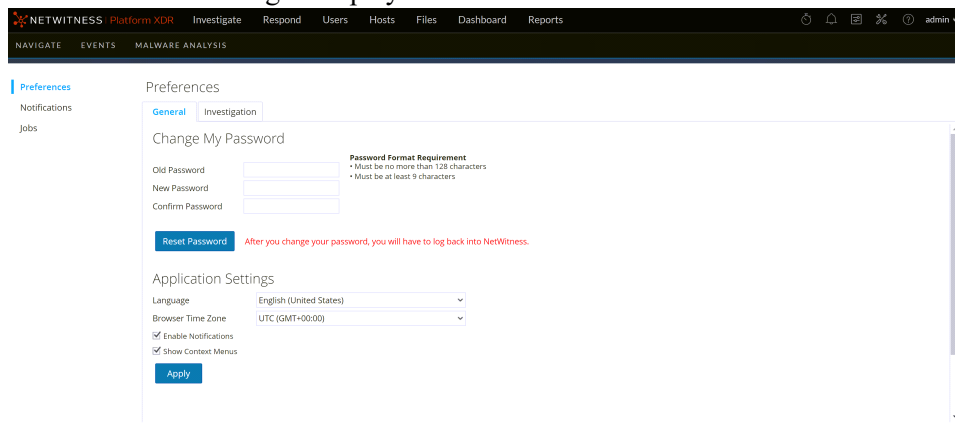 NETWITNESS Platform XDR Investigate Respond Users Hosts Files Dashboard Reports admin
NAVIGATE EVENTS MALWARE ANALYSIS
Preferences
Notifications
Jobs
Preferences
General Investigation
Change My Password
Old Password
New Password
Confirm Password
Password Format Requirement
• Must be no more than 128 characters
• Must be at least 9 characters
Reset Password After you change your password, you will have to log back into NetWitness.
Application Settings
Language English (United States)
Browser Time Zone UTC (GMT+00:00)
Enable Notifications
Show Context Menus
Apply